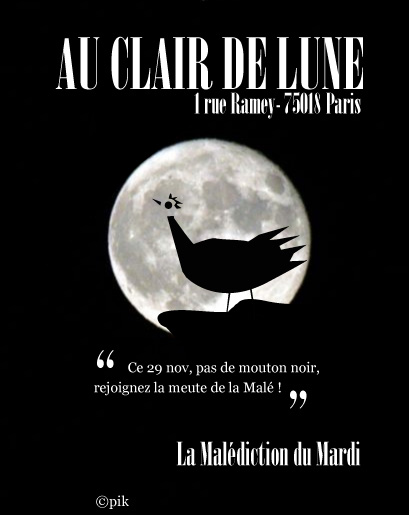 AU CLAIR DE LUNE
1 rue Ramey- 75018 Paris
“ Ce 29 nov, pas de mouton noir,
rejoignez la meute de la Malé ! ”
La Malédiction du Mardi
©pik